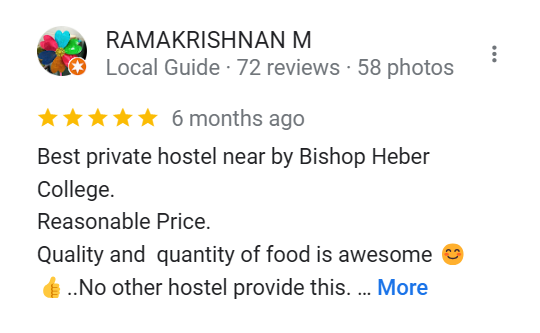 RAMAKRISHNAN M
Local Guide · 72 reviews · 58 photos
6 months ago
Best private hostel near by Bishop Heber
College.
Reasonable Price.
Quality and  quantity of food is awesome 😊
👍 ..No other hostel provide this. ... More